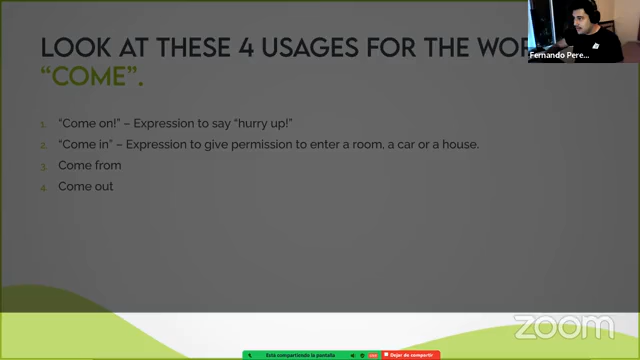 LOOK AT THESE 4 USAGES FOR THE
“COME”.
1. “Come on!” – Expression to say “hurry up!”
2. “Come in” – Expression to give permission to enter a room, a car or a house.
3. Come from
4. Come out
Fernando Pere...
zoom
Está compartiendo la pantalla
Dejar de compartir